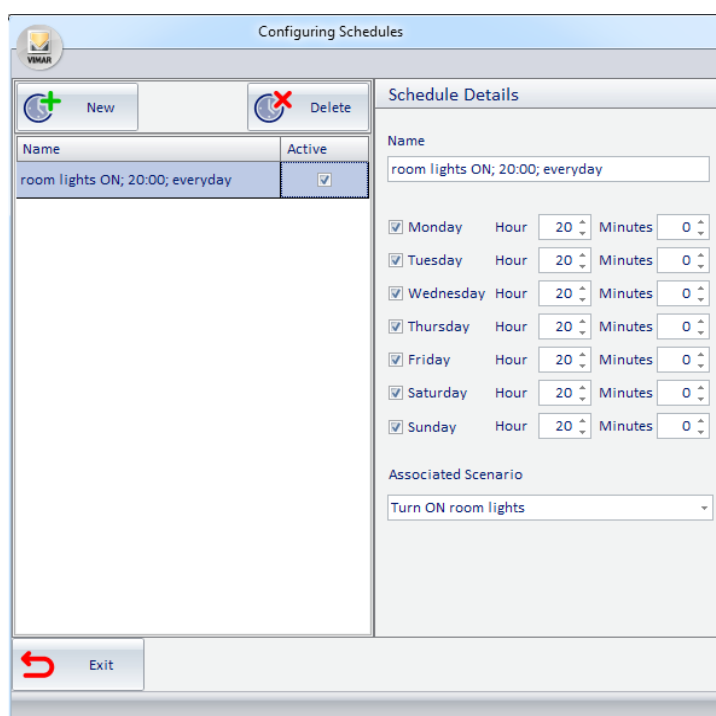 Configuring Schedules
VIMAR
New
Delete
Name
Active
room lights ON; 20:00; everyday
Schedule Details
Name
room lights ON; 20:00; everyday
Monday Hour 20 Minutes 0
Tuesday Hour 20 Minutes 0
Wednesday Hour 20 Minutes 0
Thursday Hour 20 Minutes 0
Friday Hour 20 Minutes 0
Saturday Hour 20 Minutes 0
Sunday Hour 20 Minutes 0
Associated Scenario
Turn ON room lights
Exit